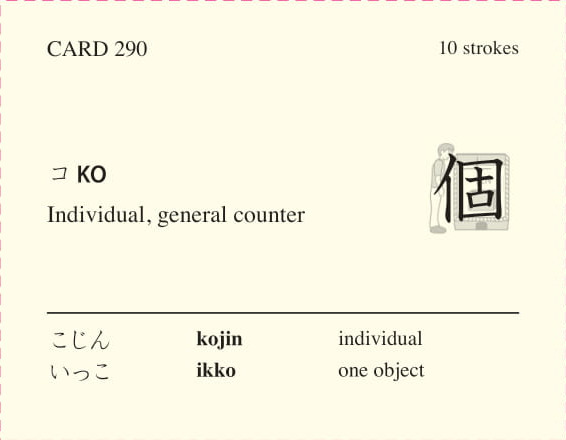 CARD 290 10 strokes
コ KO
Individual, general counter
個
こじん kojin individual
いっこ ikko one object